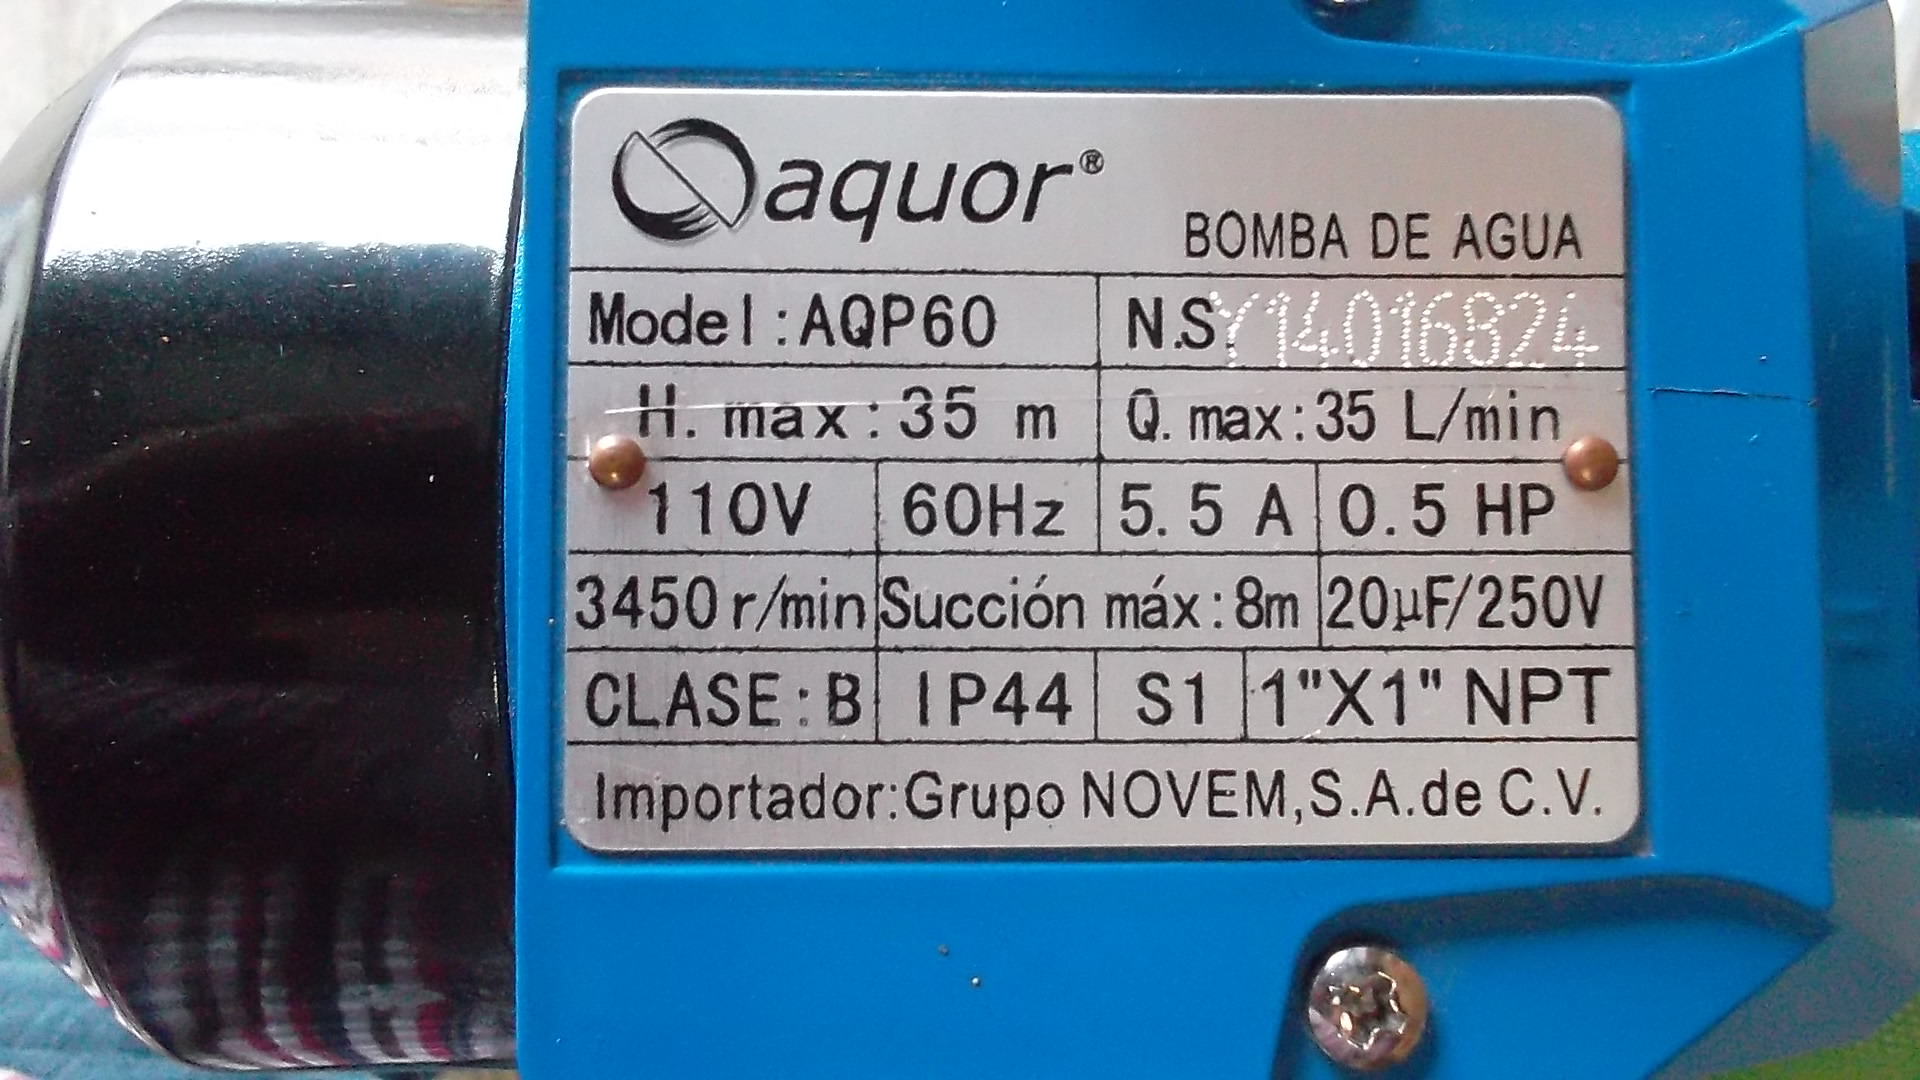 aquor®
BOMBA DE AGUA
Model:AQP60
N.S. Y14016824
H. max: 35 m
Q. max: 35 L/min
110V
60Hz
5.5 A
0.5 HP
3450 r/min
Succión máx: 8m
20µF/250V
CLASE: B
IP44
S1
1"X1" NPT
Importador: Grupo NOVEM, S.A. de C.V.